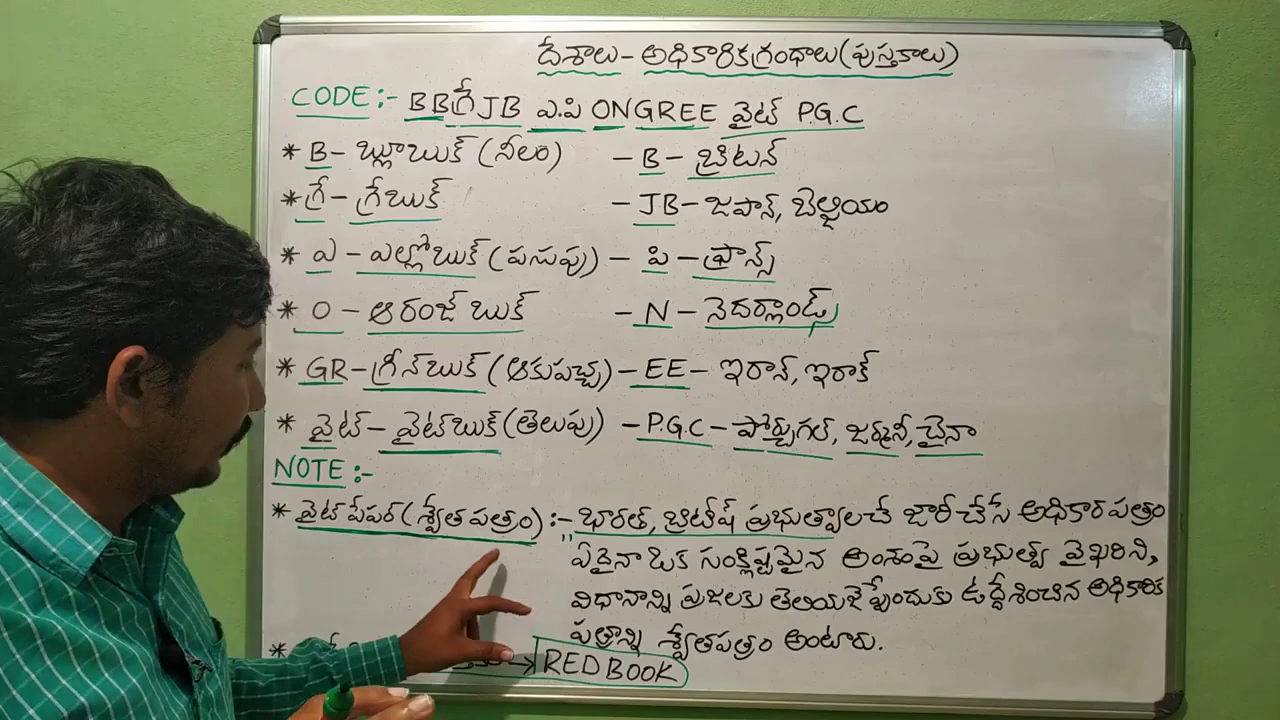 దేశాలు - అధికారికగ్రంథాలు(పుస్తకాలు)
CODE:- BBగ్రేJB ఎ.పి ONGREE వైట్ P.G.C
* B - బ్లూబుక్ (నీలం) - B - బ్రిటన్
* గ్రే - గ్రేబుక్ - JB - జపాన్, బెల్జియం
* ఎ - ఎల్లోబుక్ (పసుపు) - పి - ఫ్రాన్స్
* O - ఆరంజ్ బుక్ - N - నెదర్లాండ్స్
* GR - గ్రీన్ బుక్ (ఆకుపచ్చ) - EE - ఇరాన్, ఇరాక్
* వైట్ - వైట్ బుక్ (తెలుపు) - P.G.C - పోర్చుగల్, జర్మనీ, చైనా
NOTE:-
* వైట్ పేపర్ (శ్వేతపత్రం) :- భారత్, బ్రిటీష్ ప్రభుత్వాలచే జారీచేసే అధికార పత్రం
ఏదైనా ఒక సంక్లిష్టమైన అంశంపై ప్రభుత్వ వైఖరిని,
విధానాన్ని ప్రజలకు తెలియజేప్పేందుకు ఉద్దేశించిన అధికారిక
పత్రాన్ని శ్వేతపత్రం అంటారు.
* → RED BOOK